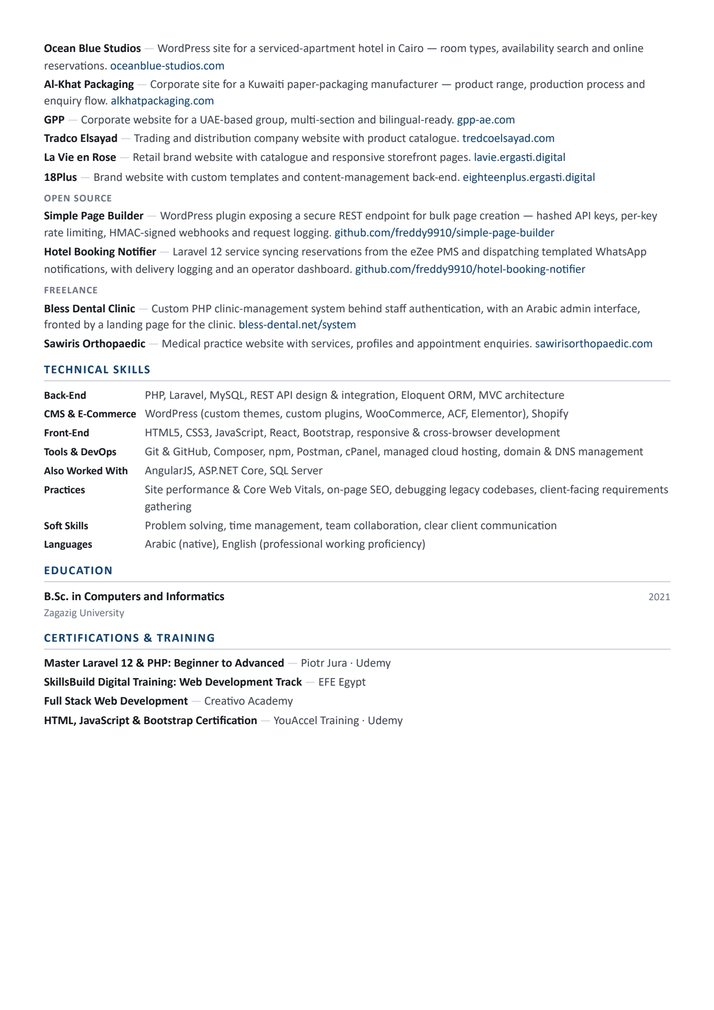 Ocean Blue Studios — WordPress site for a serviced-apartment hotel in Cairo — room types, availability search and online
reservations. oceanblue-studios.com
Al-Khat Packaging — Corporate site for a Kuwaiti paper-packaging manufacturer — product range, production process and
enquiry flow. alkhatpackaging.com
GPP — Corporate website for a UAE-based group, multi-section and bilingual-ready. gpp-ae.com
Tradco Elsayad — Trading and distribution company website with product catalogue. tredcoelsayad.com
La Vie en Rose — Retail brand website with catalogue and responsive storefront pages. lavie.ergasti.digital
18Plus — Brand website with custom templates and content-management back-end. eighteenplus.ergasti.digital
OPEN SOURCE
Simple Page Builder — WordPress plugin exposing a secure REST endpoint for bulk page creation — hashed API keys, per-key
rate limiting, HMAC-signed webhooks and request logging. github.com/freddy9910/simple-page-builder
Hotel Booking Notifier — Laravel 12 service syncing reservations from the eZee PMS and dispatching templated WhatsApp
notifications, with delivery logging and an operator dashboard. github.com/freddy9910/hotel-booking-notifier
FREELANCE
Bless Dental Clinic — Custom PHP clinic-management system behind staff authentication, with an Arabic admin interface,
fronted by a landing page for the clinic. bless-dental.net/system
Sawiris Orthopaedic — Medical practice website with services, profiles and appointment enquiries. sawirisorthopaedic.com
TECHNICAL SKILLS
Back-End PHP, Laravel, MySQL, REST API design & integration, Eloquent ORM, MVC architecture
CMS & E-Commerce WordPress (custom themes, custom plugins, WooCommerce, ACF, Elementor), Shopify
Front-End HTML5, CSS3, JavaScript, React, Bootstrap, responsive & cross-browser development
Tools & DevOps Git & GitHub, Composer, npm, Postman, cPanel, managed cloud hosting, domain & DNS management
Also Worked With AngularJS, ASP.NET Core, SQL Server
Practices Site performance & Core Web Vitals, on-page SEO, debugging legacy codebases, client-facing requirements
gathering
Soft Skills Problem solving, time management, team collaboration, clear client communication
Languages Arabic (native), English (professional working proficiency)
EDUCATION
B.Sc. in Computers and Informatics 2021
Zagazig University
CERTIFICATIONS & TRAINING
Master Laravel 12 & PHP: Beginner to Advanced — Piotr Jura · Udemy
SkillsBuild Digital Training: Web Development Track — EFE Egypt
Full Stack Web Development — Creativo Academy
HTML, JavaScript & Bootstrap Certification — YouAccel Training · Udemy